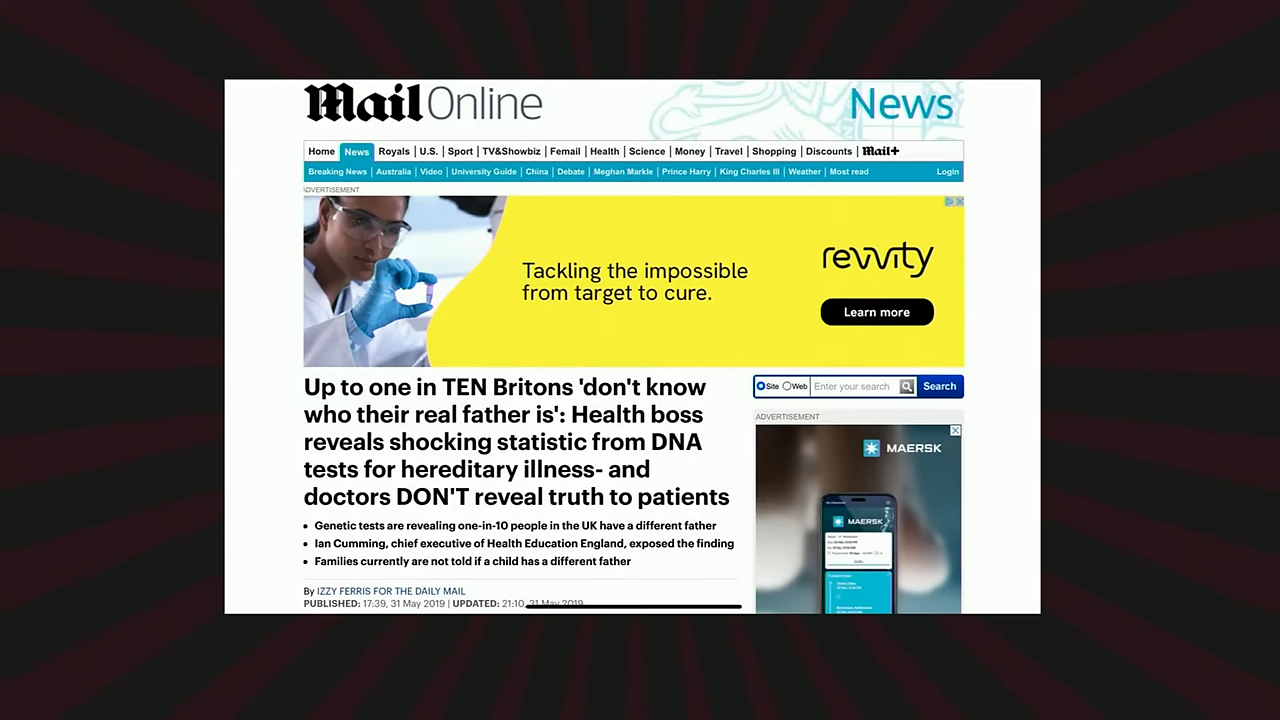 Mail Online
News
Home News Royals U.S. Sport TV&Showbiz Femail Health Science Money Travel Shopping Discounts Mail+
Breaking News Australia Video University Guide China Debate Meghan Markle Prince Harry King Charles III Weather Most read Login
ADVERTISEMENT
Tackling the impossible
from target to cure.
revvity
Learn more
Up to one in TEN Britons 'don't know
who their real father is': Health boss
reveals shocking statistic from DNA
tests for hereditary illness- and
doctors DON'T reveal truth to patients
Genetic tests are revealing one-in-10 people in the UK have a different father
Ian Cumming, chief executive of Health Education England, exposed the finding
Families currently are not told if a child has a different father
By IZZY FERRIS FOR THE DAILY MAIL
PUBLISHED: 17:39, 31 May 2019 | UPDATED: 21:10, 31 May 2019
Site Web Enter your search Search
ADVERTISEMENT
MAERSK
MAERSK